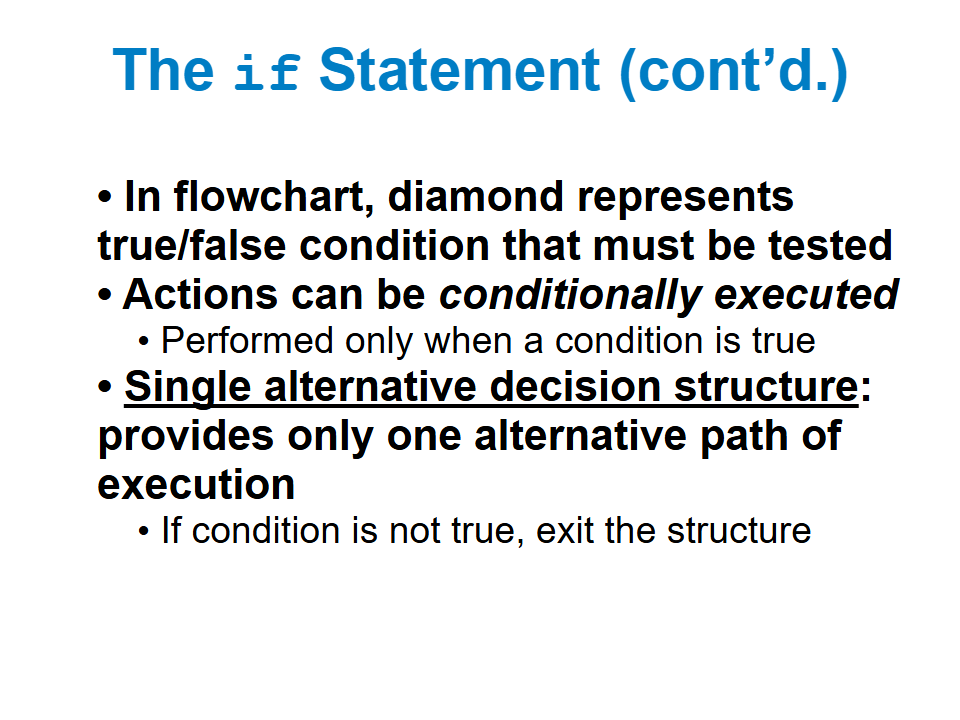 The if Statement (cont’d.)
• In flowchart, diamond represents
true/false condition that must be tested
• Actions can be conditionally executed
• Performed only when a condition is true
• Single alternative decision structure:
provides only one alternative path of
execution
• If condition is not true, exit the structure